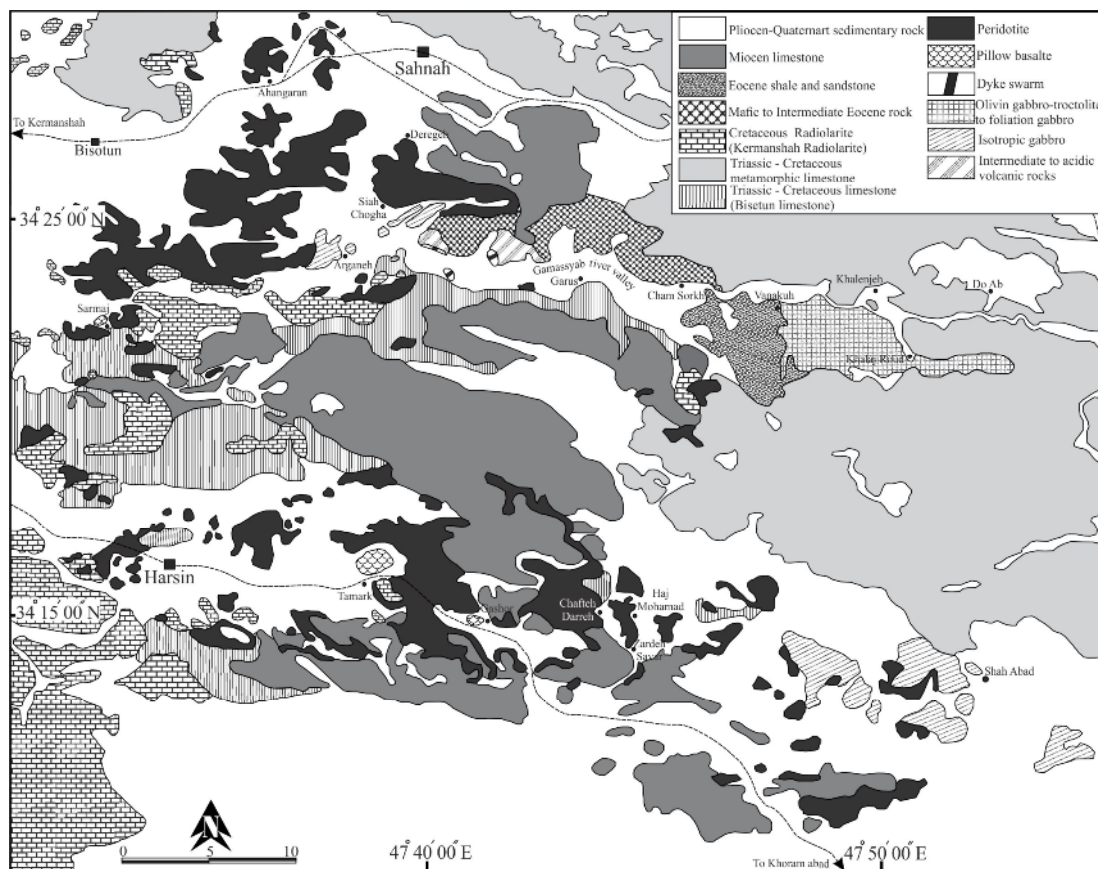 Pliocen-Quaternart sedimentary rock
Miocen limestone
Eocene shale and sandstone
Mafic to Intermediate Eocene rock
Cretaceous Radiolarite
(Kermanshah Radiolarite)
Triassic - Cretaceous
metamorphic limestone
Triassic - Cretaceous limestone
(Bisetun limestone)
Peridotite
Pillow basalte
Dyke swarm
Olivin gabbro-troctolite
to foliation gabbro
Isotropic gabbro
Intermediate to acidic
volcanic rocks
Sahnah
Ahangaran
To Kermanshah
Bisotun
Deregeh
Siah
Chogha
34° 25' 00" N
Arganeh
Gamassyab river valley
Garus
Cham Sorkh
Vanakuh
Khalenjeh
Do Ab
Sarmaj
Harsin
Tamark
34° 15' 00" N
Gashor
Chafteh
Darreh
Haj
Mohamad
Zardeh
Savar
Shah Abad
N
0 5 10
47° 40' 00" E
47° 50' 00" E
To Khoram abad